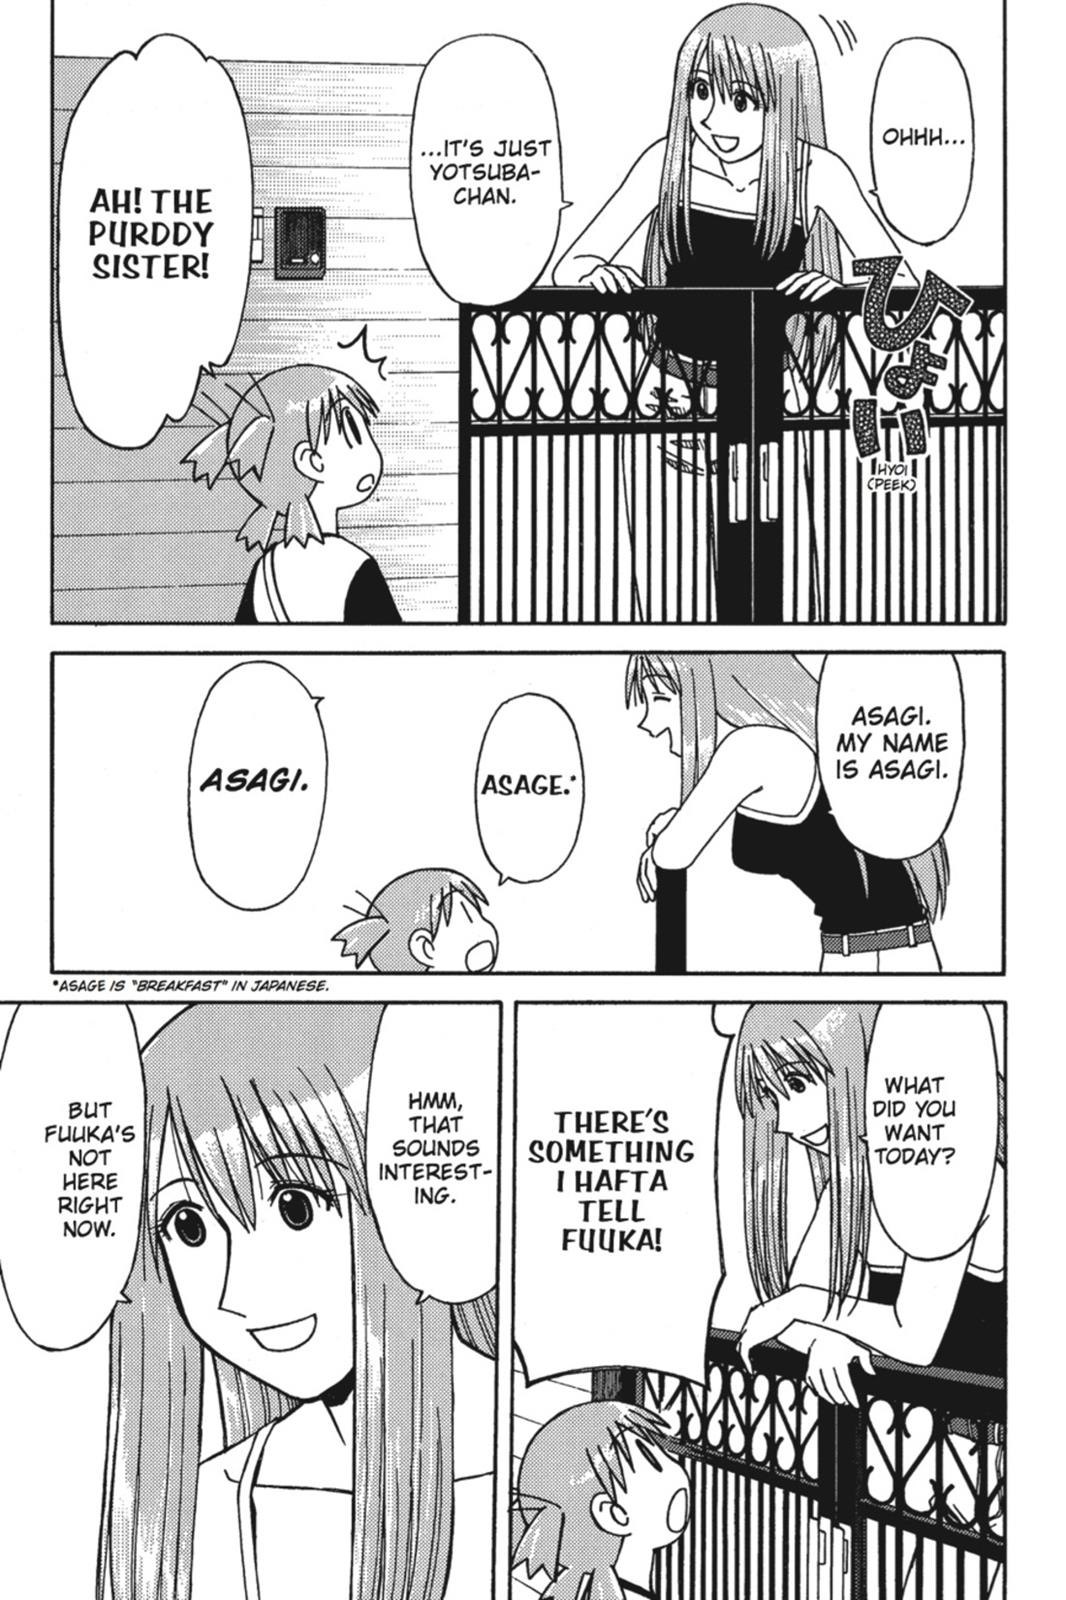 OHHH...
...IT'S JUST
YOTSUBA-
CHAN.
ひょい
HYOI
(PEEK)
AH! THE
PURDDY
SISTER!
ASAGI.
MY NAME
IS ASAGI.
ASAGE.*
ASAGI.
*ASAGE IS "BREAKFAST" IN JAPANESE.
WHAT
DID YOU
WANT
TODAY?
THERE'S
SOMETHING
I HAFTA
TELL
FUUKA!
HMM,
THAT
SOUNDS
INTEREST-
ING.
BUT
FUUKA'S
NOT
HERE
RIGHT
NOW.